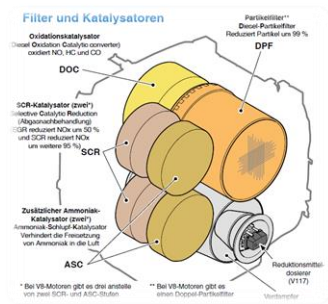 Filter und Katalysatoren
Oxidationskatalysator
(Diesel Oxidation Catalytic converter)
oxidiert NO, HC und CO
DOC
Partikelfilter**
Diesel-Partikelfilter
Reduziert Partikel um 99 %
DPF
SCR-Katalysator (zwei*)
Selective Catalytic Reduction
(Abgasnachbehandlung)
EGR reduziert NOx um 50 %
und SCR reduziert NOx
um weitere 95 %)
SCR
Zusätzlicher Ammoniak-
Katalysator (zwei*)
Ammoniak-Schlupf-Katalysator
Verhindert die Freisetzung
von Ammoniak in die Luft
ASC
Reduktionsmittel-
dosierer
(V117)
Verdampfer
* Bei V8-Motoren gibt es drei anstelle
von zwei SCR- und ASC-Stufen
** Bei V8-Motoren gibt es
einen Doppel-Partikelfilter